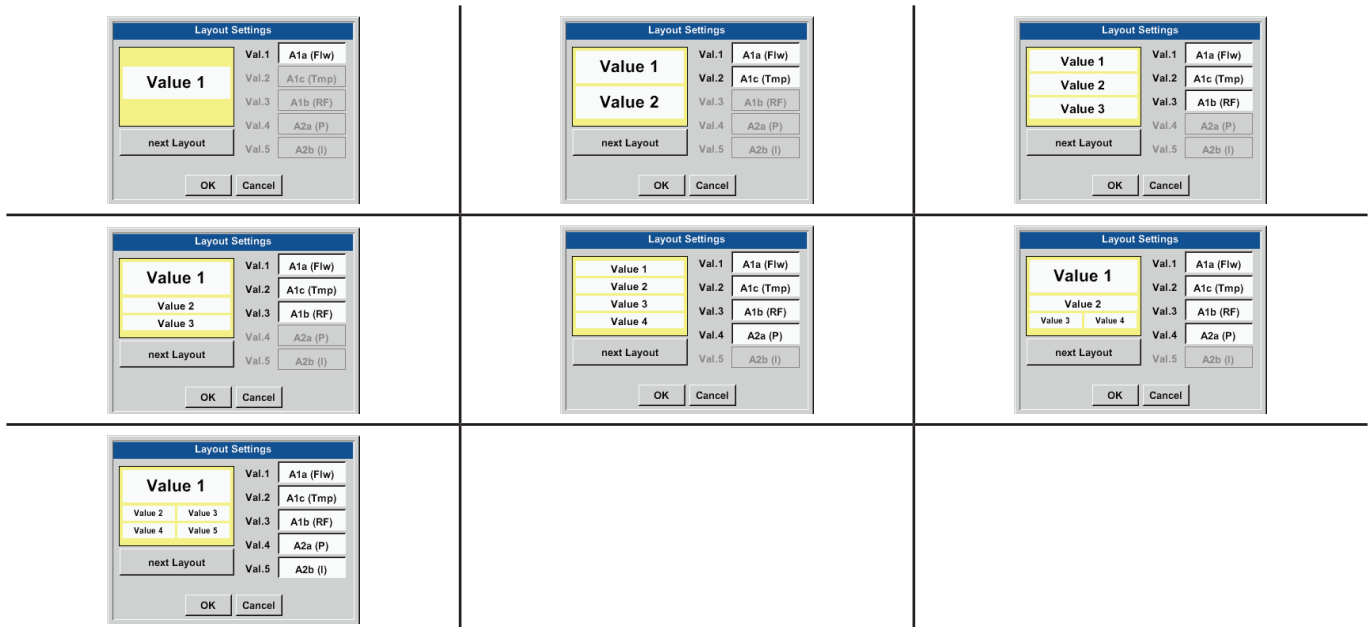 Layout Settings
Value 1
next Layout
Val.1 A1a (Flw)
Val.2 A1c (Tmp)
Val.3 A1b (RF)
Val.4 A2a (P)
Val.5 A2b (I)
OK Cancel
Layout Settings
Value 1
Value 2
next Layout
Val.1 A1a (Flw)
Val.2 A1c (Tmp)
Val.3 A1b (RF)
Val.4 A2a (P)
Val.5 A2b (I)
OK Cancel
Layout Settings
Value 1
Value 2
Value 3
next Layout
Val.1 A1a (Flw)
Val.2 A1c (Tmp)
Val.3 A1b (RF)
Val.4 A2a (P)
Val.5 A2b (I)
OK Cancel
Layout Settings
Value 1
Value 2
Value 3
next Layout
Val.1 A1a (Flw)
Val.2 A1c (Tmp)
Val.3 A1b (RF)
Val.4 A2a (P)
Val.5 A2b (I)
OK Cancel
Layout Settings
Value 1
Value 2
Value 3
Value 4
next Layout
Val.1 A1a (Flw)
Val.2 A1c (Tmp)
Val.3 A1b (RF)
Val.4 A2a (P)
Val.5 A2b (I)
OK Cancel
Layout Settings
Value 1
Value 2
Value 3 Value 4
next Layout
Val.1 A1a (Flw)
Val.2 A1c (Tmp)
Val.3 A1b (RF)
Val.4 A2a (P)
Val.5 A2b (I)
OK Cancel
Layout Settings
Value 1
Value 2 Value 3
Value 4 Value 5
next Layout
Val.1 A1a (Flw)
Val.2 A1c (Tmp)
Val.3 A1b (RF)
Val.4 A2a (P)
Val.5 A2b (I)
OK Cancel